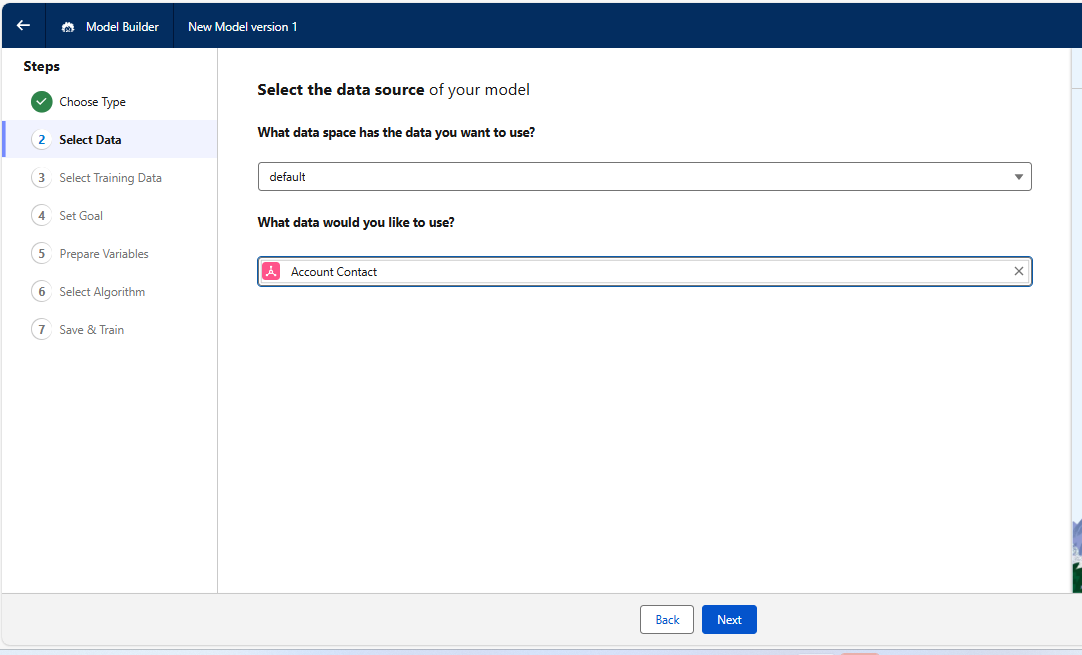 Model Builder
New Model version 1
Steps
Choose Type
2 Select Data
3 Select Training Data
4 Set Goal
5 Prepare Variables
6 Select Algorithm
7 Save & Train
Select the data source of your model
What data space has the data you want to use?
default
What data would you like to use?
Account Contact
Back
Next